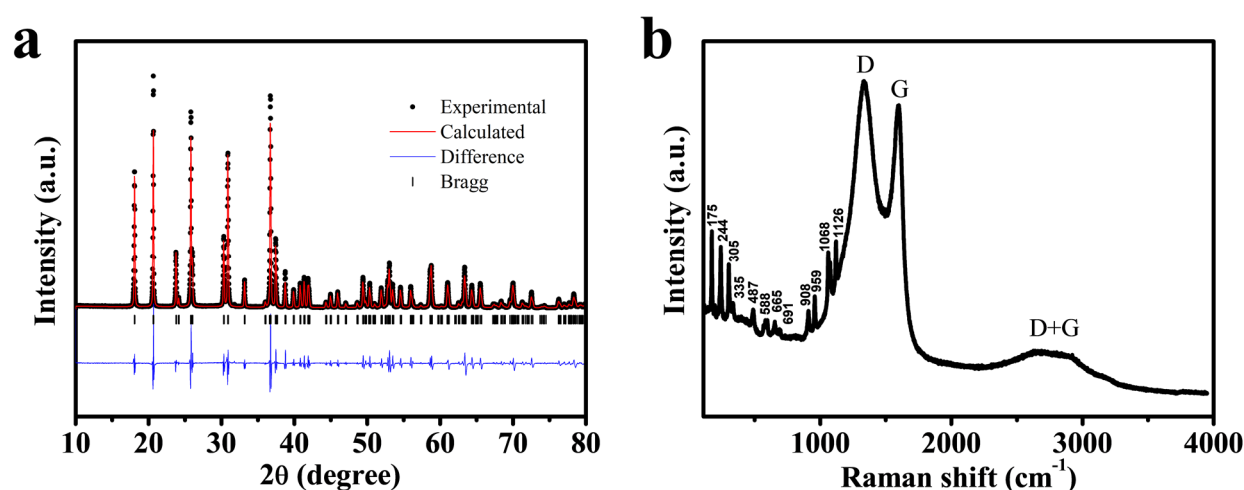 a
Intensity (a.u.)
Experimental
Calculated
Difference
Bragg
10 20 30 40 50 60 70 80
2θ (degree)
b
Intensity (a.u.)
D
G
D+G
175
244
305
335
487
588
665
691
908
959
1068
1126
1000 2000 3000 4000
Raman shift (cm⁻¹)